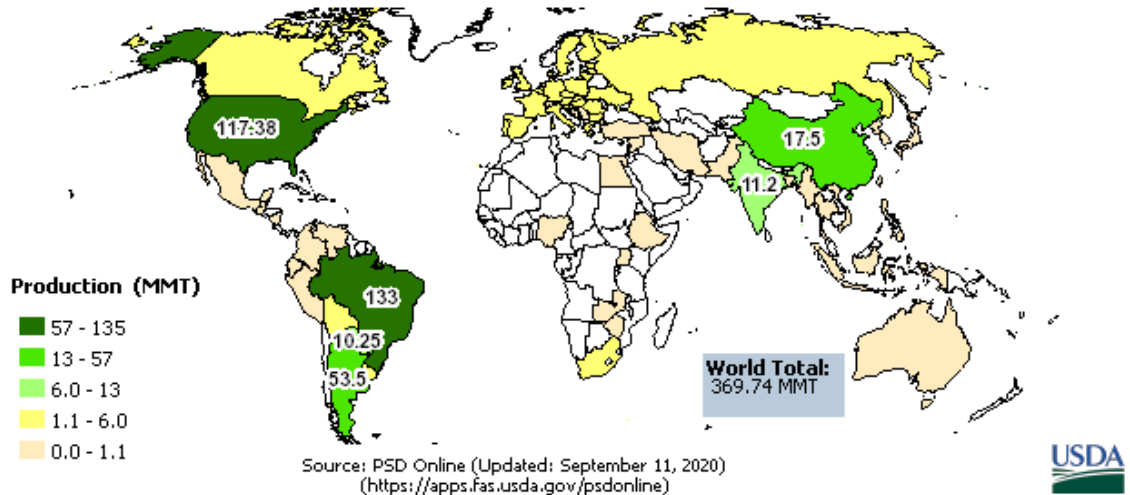 117.38
17.5
11.2
133
10.25
53.5
Production (MMT)
57 - 135
13 - 57
6.0 - 13
1.1 - 6.0
0.0 - 1.1
World Total:
369.74 MMT
Source: PSD Online (Updated: September 11, 2020)
(https://apps.fas.usda.gov/psdonline)
USDA